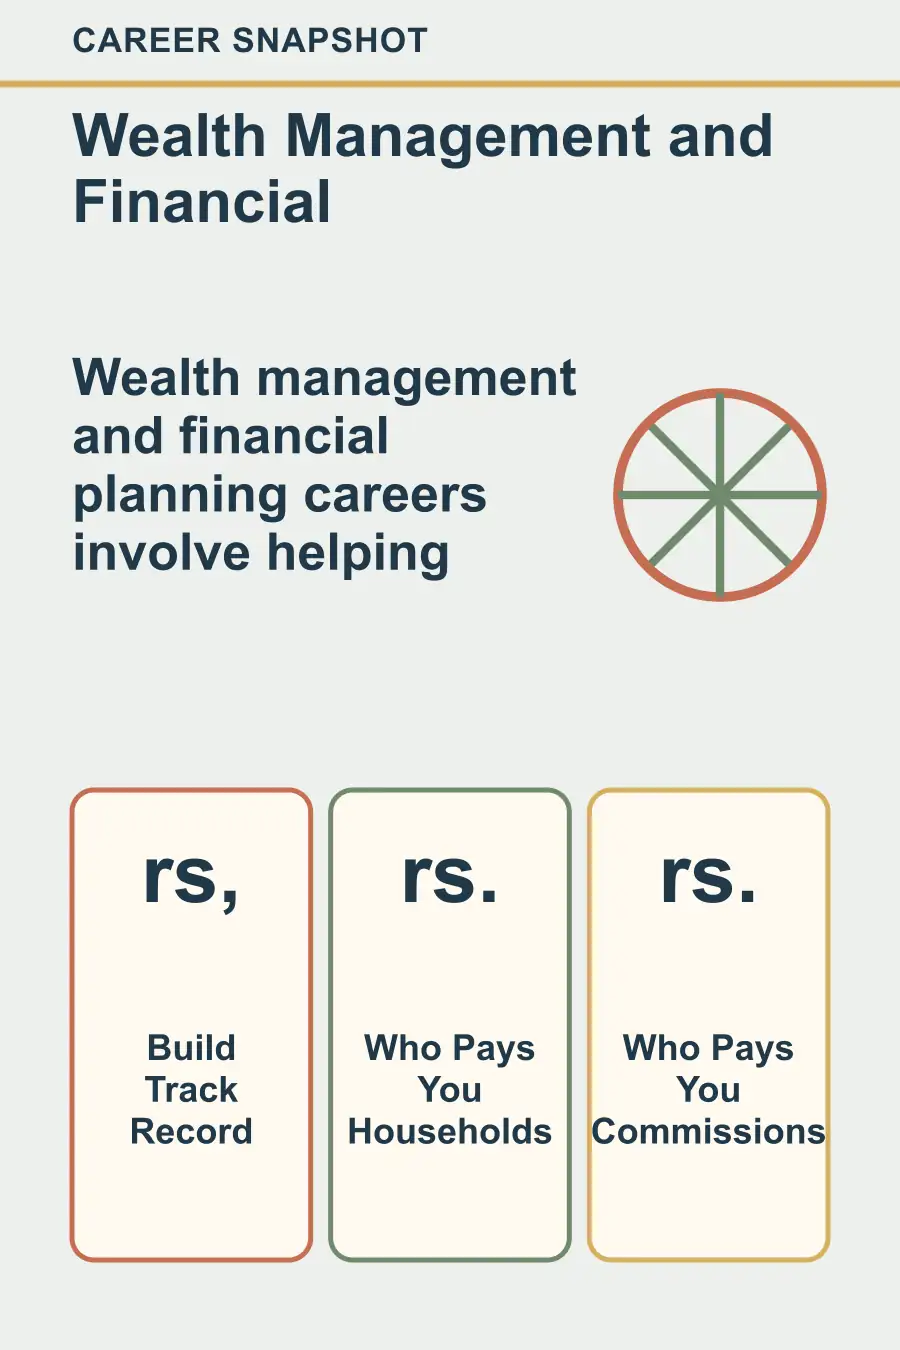 CAREER SNAPSHOT
Wealth Management and
Financial
Wealth management
and financial
planning careers
involve helping
rs,
Build
Track
Record
rs.
Who Pays
You
Households
rs.
Who Pays
You
Commissions